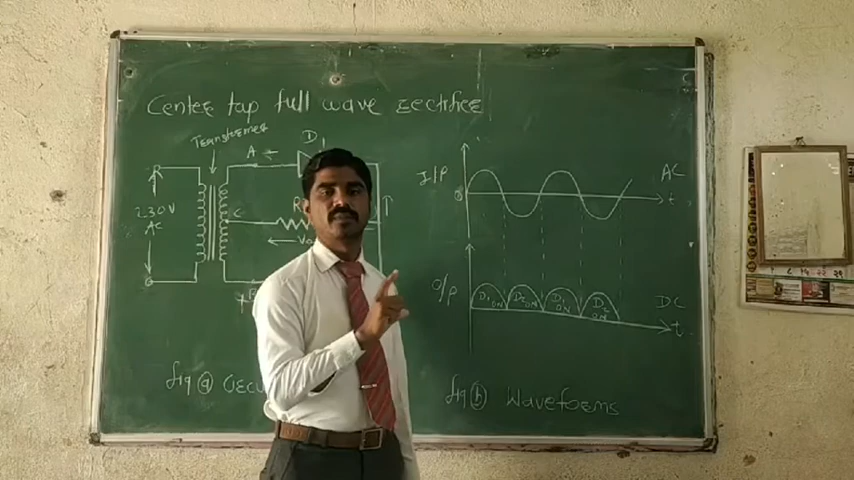 Center tap full wave rectifier
Transformer
D1
A
230V
AC
C
R
Fig (a)
I/P
0
AC
t
O/P
D1 ON
D2 ON
D1 ON
D2 ON
DC
t
Fig (b) Waveforms